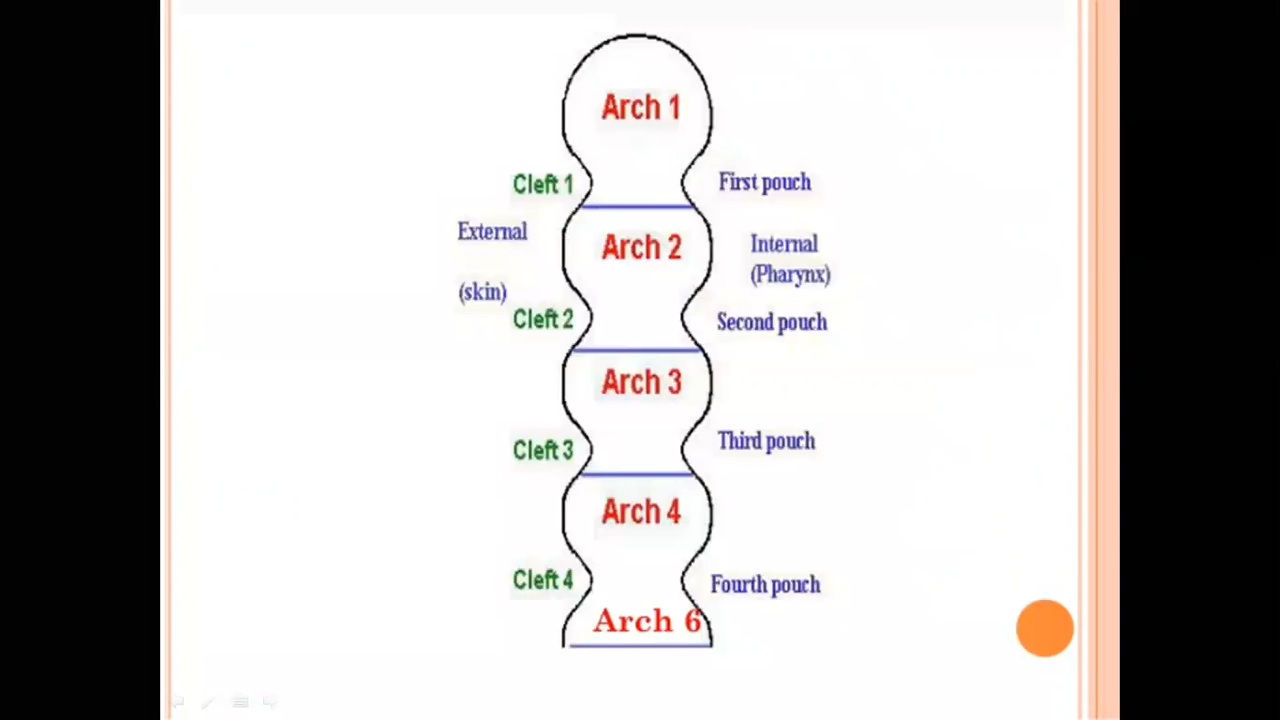 Arch 1
Cleft 1
First pouch
External
Arch 2
Internal
(Pharynx)
(skin)
Cleft 2
Second pouch
Arch 3
Cleft 3
Third pouch
Arch 4
Cleft 4
Fourth pouch
Arch 6